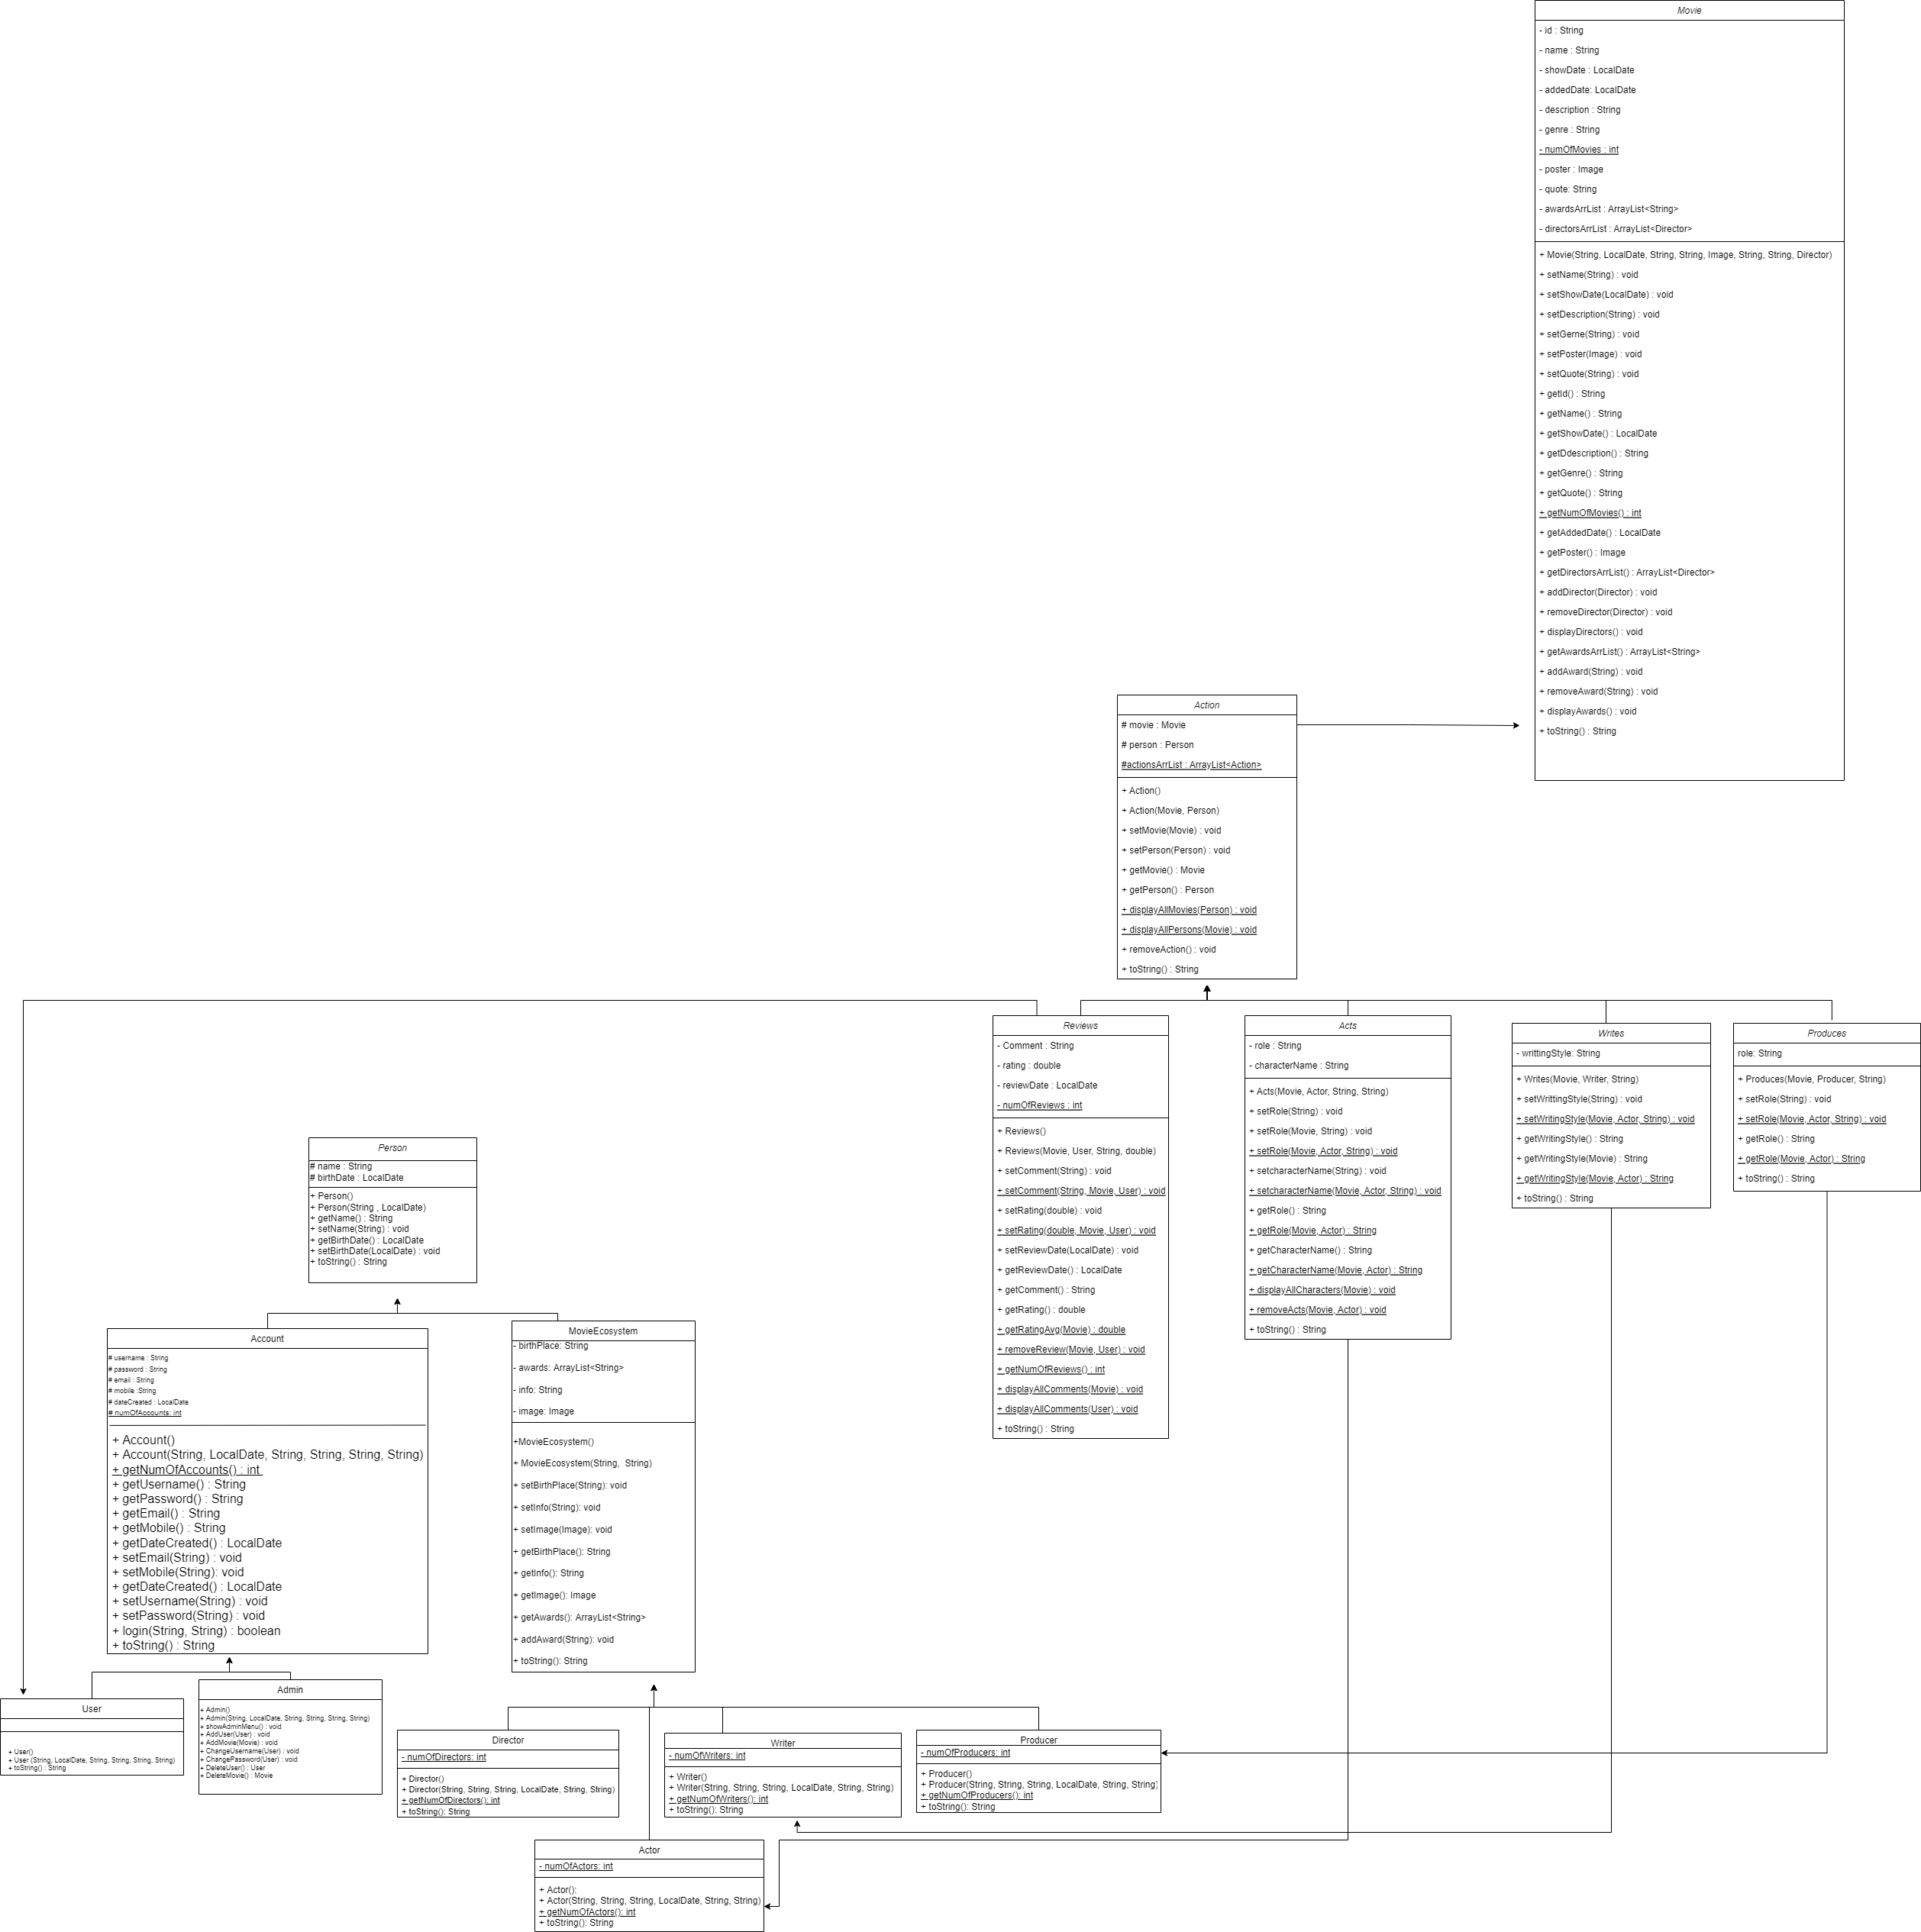 Movie
- id : String
- name : String
- showDate : LocalDate
- addedDate: LocalDate
- description : String
- genre : String
- numOfMovies : int
- poster : Image
- quote: String
- awardsArrList : ArrayList<String>
- directorsArrList : ArrayList<Director>
+ Movie(String, LocalDate, String, String, Image, String, String, Director)
+ setName(String) : void
+ setShowDate(LocalDate) : void
+ setDescription(String) : void
+ setGerne(String) : void
+ setPoster(Image) : void
+ setQuote(String) : void
+ getId() : String
+ getName() : String
+ getShowDate() : LocalDate
+ getDdescription() : String
+ getGenre() : String
+ getQuote() : String
+ getNumOfMovies() : int
+ getAddedDate() : LocalDate
+ getPoster() : Image
+ getDirectorsArrList() : ArrayList<Director>
+ addDirector(Director) : void
+ removeDirector(Director) : void
+ displayDirectors() : void
+ getAwardsArrList() : ArrayList<String>
+ addAward(String) : void
+ removeAward(String) : void
+ displayAwards() : void
+ toString() : String
Action
# movie : Movie
# person : Person
#actionsArrList : ArrayList<Action>
+ Action()
+ Action(Movie, Person)
+ setMovie(Movie) : void
+ setPerson(Person) : void
+ getMovie() : Movie
+ getPerson() : Person
+ displayAllMovies(Person) : void
+ displayAllPersons(Movie) : void
+ removeAction() : void
+ toString() : String
Reviews
- Comment : String
- rating : double
- reviewDate : LocalDate
- numOfReviews : int
+ Reviews()
+ Reviews(Movie, User, String, double)
+ setComment(String) : void
+ setComment(String, Movie, User) : void
+ setRating(double) : void
+ setRating(double, Movie, User) : void
+ setReviewDate(LocalDate) : void
+ getReviewDate() : LocalDate
+ getComment() : String
+ getRating() : double
+ getRatingAvg(Movie) : double
+ removeReview(Movie, User) : void
+ getNumOfReviews() : int
+ displayAllComments(Movie) : void
+ displayAllComments(User) : void
+ toString() : String
Acts
- role : String
- characterName : String
+ Acts(Movie, Actor, String, String)
+ setRole(String) : void
+ setRole(Movie, String) : void
+ setRole(Movie, Actor, String) : void
+ setcharacterName(String) : void
+ setcharacterName(Movie, Actor, String) : void
+ getRole() : String
+ getRole(Movie, Actor) : String
+ getCharacterName() : String
+ getCharacterName(Movie, Actor) : String
+ displayAllCharacters(Movie) : void
+ removeActs(Movie, Actor) : void
+ toString() : String
Writes
- writtingStyle: String
+ Writes(Movie, Writer, String)
+ setWrittingStyle(String) : void
+ setWritingStyle(Movie, Actor, String) : void
+ getWritingStyle() : String
+ getWritingStyle(Movie) : String
+ getWritingStyle(Movie, Actor) : String
+ toString() : String
Produces
role: String
+ Produces(Movie, Producer, String)
+ setRole(String) : void
+ setRole(Movie, Actor, String) : void
+ getRole() : String
+ getRole(Movie, Actor) : String
+ toString() : String
Person
# name : String
# birthDate : LocalDate
+ Person()
+ Person(String , LocalDate)
+ getName() : String
+ setName(String) : void
+ getBirthDate() : LocalDate
+ setBirthDate(LocalDate) : void
+ toString() : String
Account
# username : String
# password : String
# email : String
# mobile :String
# dateCreated : LocalDate
# numOfAccounts: int
+ Account()
+ Account(String, LocalDate, String, String, String, String)
+ getNumOfAccounts() : int
+ getUsername() : String
+ getPassword() : String
+ getEmail() : String
+ getMobile() : String
+ getDateCreated() : LocalDate
+ setEmail(String) : void
+ setMobile(String): void
+ getDateCreated() : LocalDate
+ setUsername(String) : void
+ setPassword(String) : void
+ login(String, String) : boolean
+ toString() : String
MovieEcosystem
- birthPlace: String
- awards: ArrayList<String>
- info: String
- image: Image
+MovieEcosystem()
+ MovieEcosystem(String, String)
+ setBirthPlace(String): void
+ setInfo(String): void
+ setImage(Image): void
+ getBirthPlace(): String
+ getInfo(): String
+ getImage(): Image
+ getAwards(): ArrayList<String>
+ addAward(String): void
+ toString(): String
User
+ User()
+ User (String, LocalDate, String, String, String, String)
+ toString() : String
Admin
+ Admin()
+ Admin(String, LocalDate, String, String, String, String)
+ showAdminMenu() : void
+ AddUser(User) : void
+ AddMovie(Movie) : void
+ ChangeUsername(User) : void
+ ChangePassword(User) : void
+ DeleteUser() : User
+ DeleteMovie() : Movie
Director
- numOfDirectors: int
+ Director()
+ Director(String, String, String, LocalDate, String, String)
+ getNumOfDirectors(): int
+ toString(): String
Writer
- numOfWriters: int
+ Writer()
+ Writer(String, String, String, LocalDate, String, String)
+ getNumOfWriters(): int
+ toString(): String
Producer
- numOfProducers: int
+ Producer()
+ Producer(String, String, String, LocalDate, String, String)
+ getNumOfProducers(): int
+ toString(): String
Actor
- numOfActors: int
+ Actor():
+ Actor(String, String, String, LocalDate, String, String)
+ getNumOfActors(): int
+ toString(): String